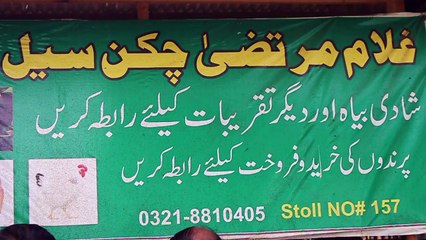 غلام مرتضیٰ چکن سیل
شادی بیاہ اور دیگر تقریبات کیلئے رابطہ کریں
پرندوں کی خرید و فروخت کیلئے رابطہ کریں
0321-8810405 Stoll NO# 157